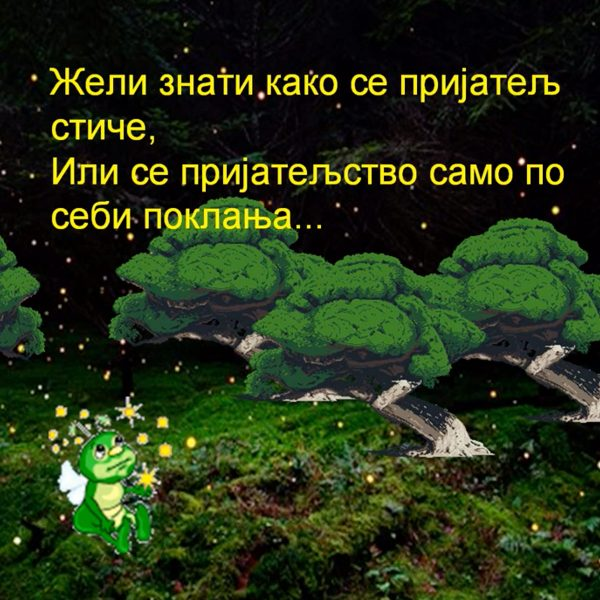 Жели знати како се пријатељ
стиче,
Или се пријатељство само по
себи поклања...